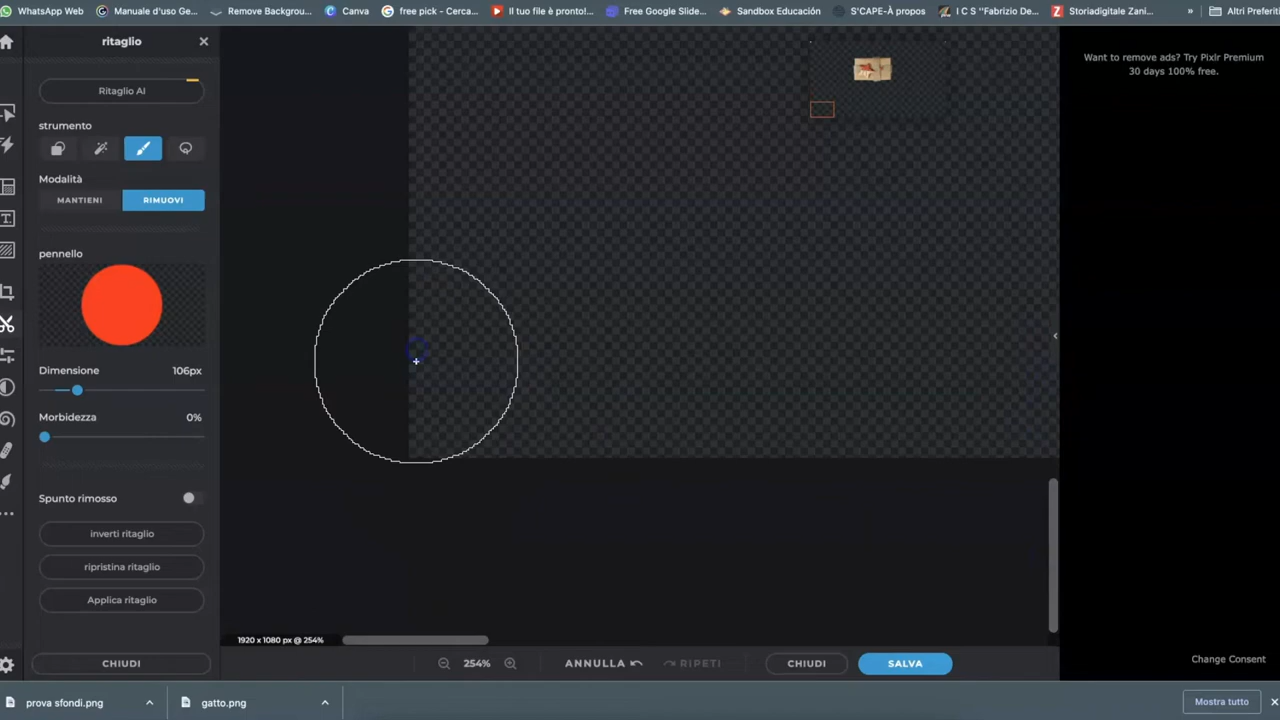 WhatsApp Web
Manuale d'uso Ge...
Remove Backgrou...
Canva
free pick - Cerca...
Il tuo file è pronto!...
Free Google Slide...
Sandbox Educación
S'CAPE-À propos
I C S "Fabrizio De...
Storiadigitale Zani...
»
Altri Preferiti
ritaglio
Ritaglio AI
strumento
Modalità
MANTIENI
RIMUOVI
pennello
Dimensione
106px
Morbidezza
0%
Spunto rimosso
inverti ritaglio
ripristina ritaglio
Applica ritaglio
CHIUDI
1920 x 1080 px @ 254%
254%
ANNULLA
RIPETI
CHIUDI
SALVA
Want to remove ads? Try Pixlr Premium
30 days 100% free.
Change Consent
prova sfondi.png
gatto.png
Mostra tutto